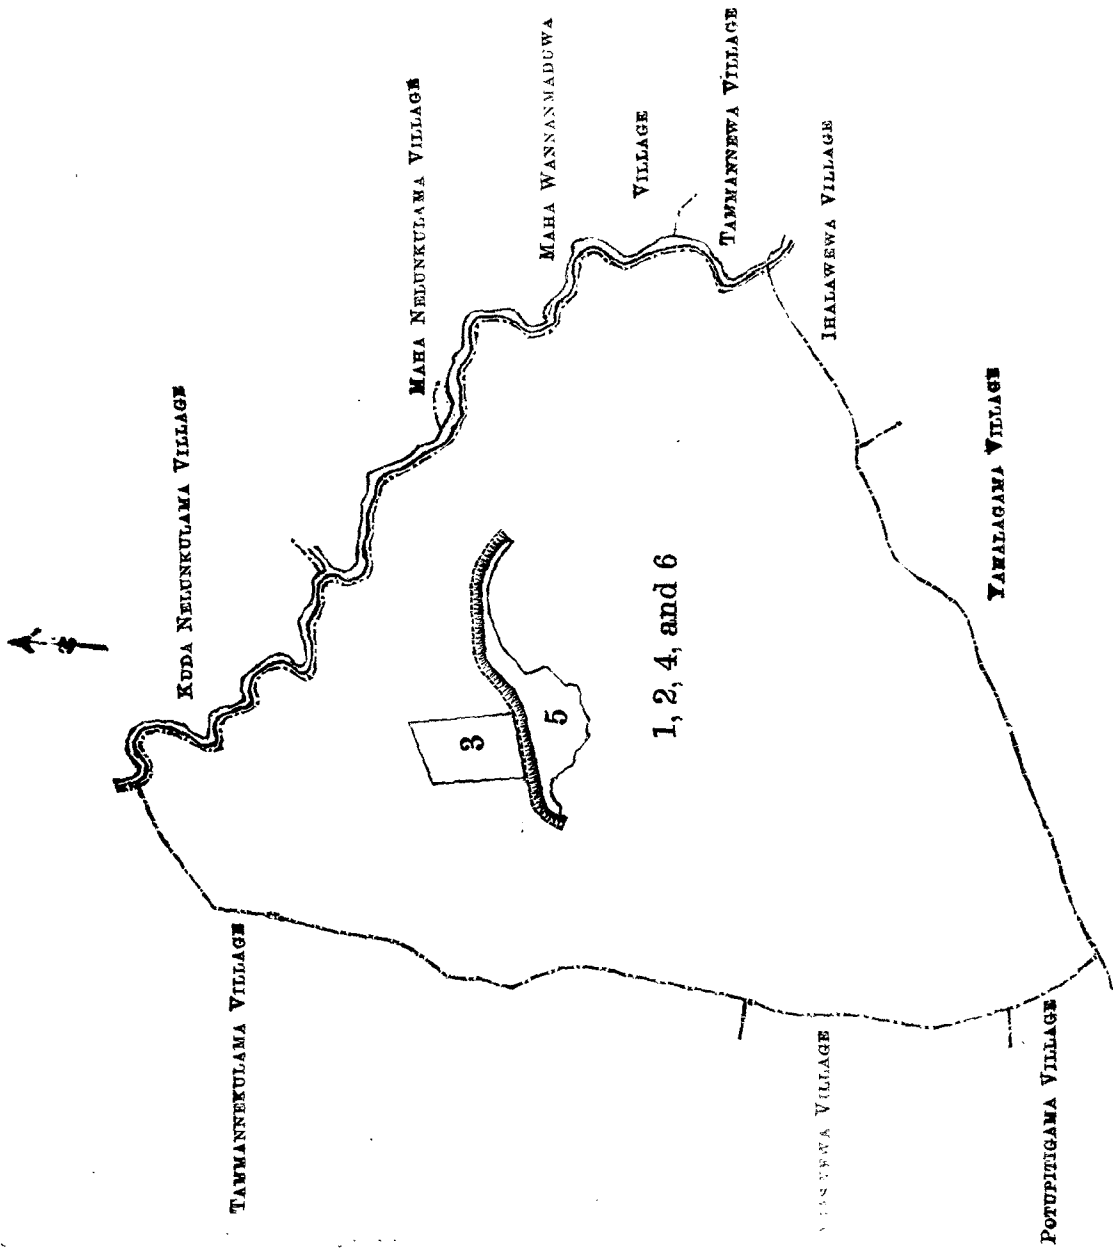 KUDA NELUNKULAMA VILLAGE
MAHA NELUNKULAMA VILLAGE
MAHA WANNANMADUWA
VILLAGE
TAMMANNEWA VILLAGE
IHALAWEWA VILLAGE
YAMALAGAMA VILLAGE
TAMMANNEKULAMA VILLAGE
VILLAGE
POTUPITIGAMA VILLAGE
3
5
1, 2, 4, and 6